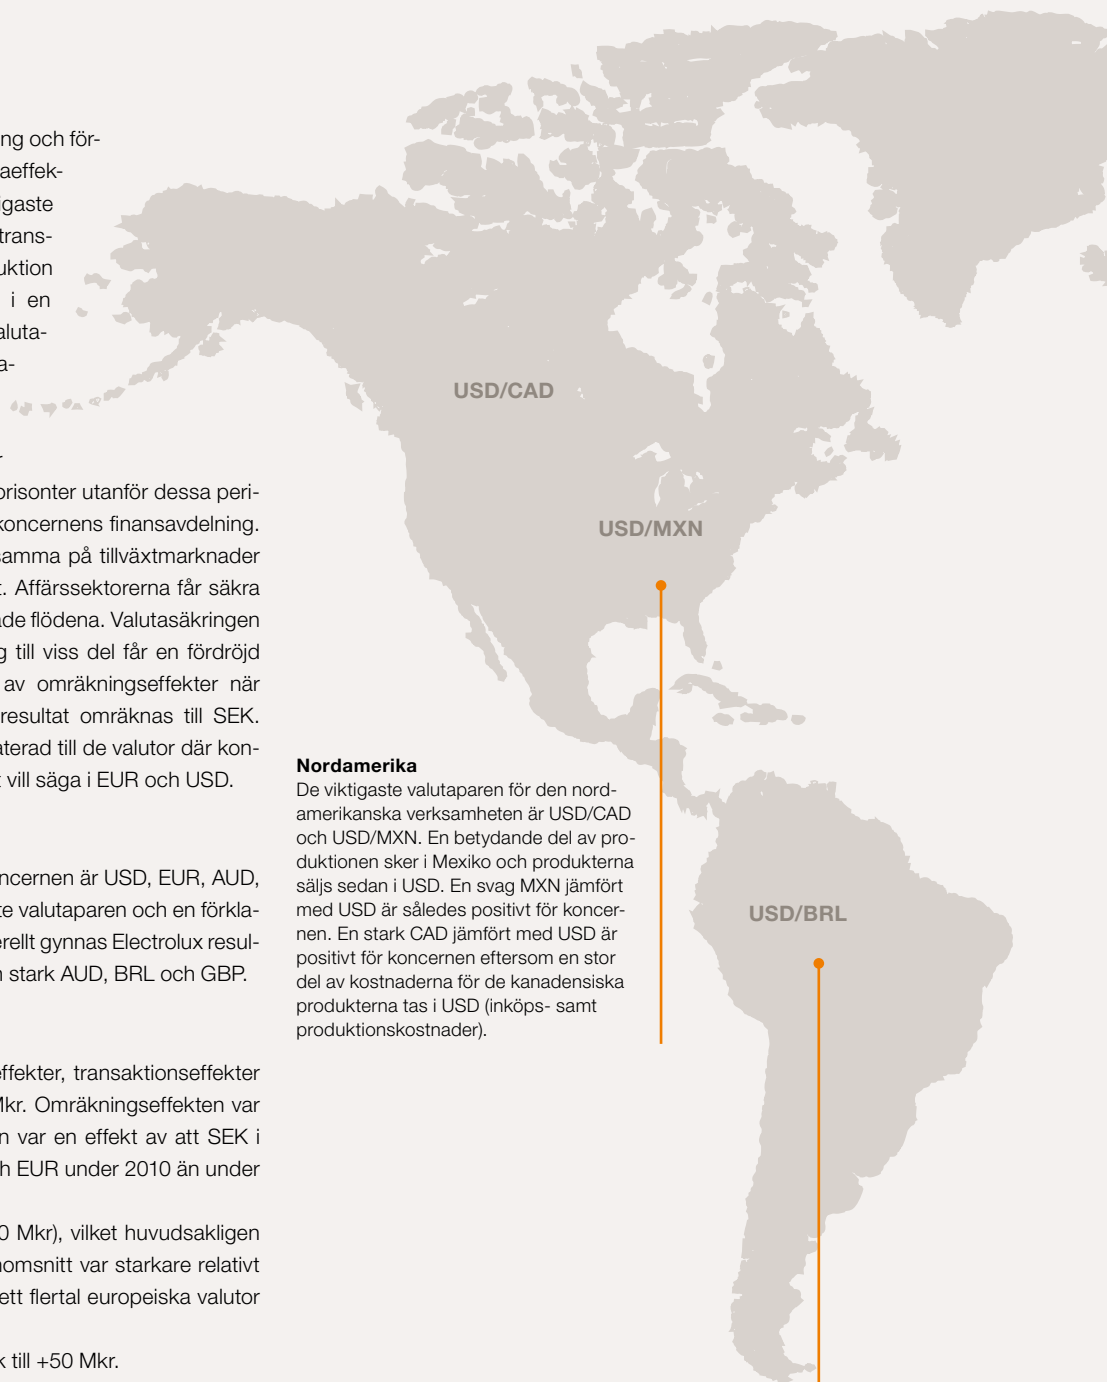 ng och för-
aeffek-
igaste
trans-
uktion
i en
aluta-
a-
orisonter utanför dessa peri-
koncernens finansavdelning.
samma på tillväxtmarknader
t. Affärssektorerna får säkra
ade flödena. Valutasäkringen
g till viss del får en fördröjd
av omräkningseffekter när
resultat omräknas till SEK.
aterad till de valutor där kon-
t vill säga i EUR och USD.
ncernen är USD, EUR, AUD,
te valutaparen och en förkla-
erellt gynnas Electrolux resul-
n stark AUD, BRL och GBP.
effekter, transaktionseffekter
Mkr. Omräkningseffekten var
n var en effekt av att SEK i
h EUR under 2010 än under
0 Mkr), vilket huvudsakligen
nomsnitt var starkare relativt
ett flertal europeiska valutor
k till +50 Mkr.
USD/CAD
USD/MXN
Nordamerika
De viktigaste valutaparen för den nord-
amerikanska verksamheten är USD/CAD
och USD/MXN. En betydande del av pro-
duktionen sker i Mexiko och produkterna
säljs sedan i USD. En svag MXN jämfört
med USD är således positivt för koncer-
nen. En stark CAD jämfört med USD är
positivt för koncernen eftersom en stor
del av kostnaderna för de kanadensiska
produkterna tas i USD (inköps- samt
produktionskostnader).
USD/BRL